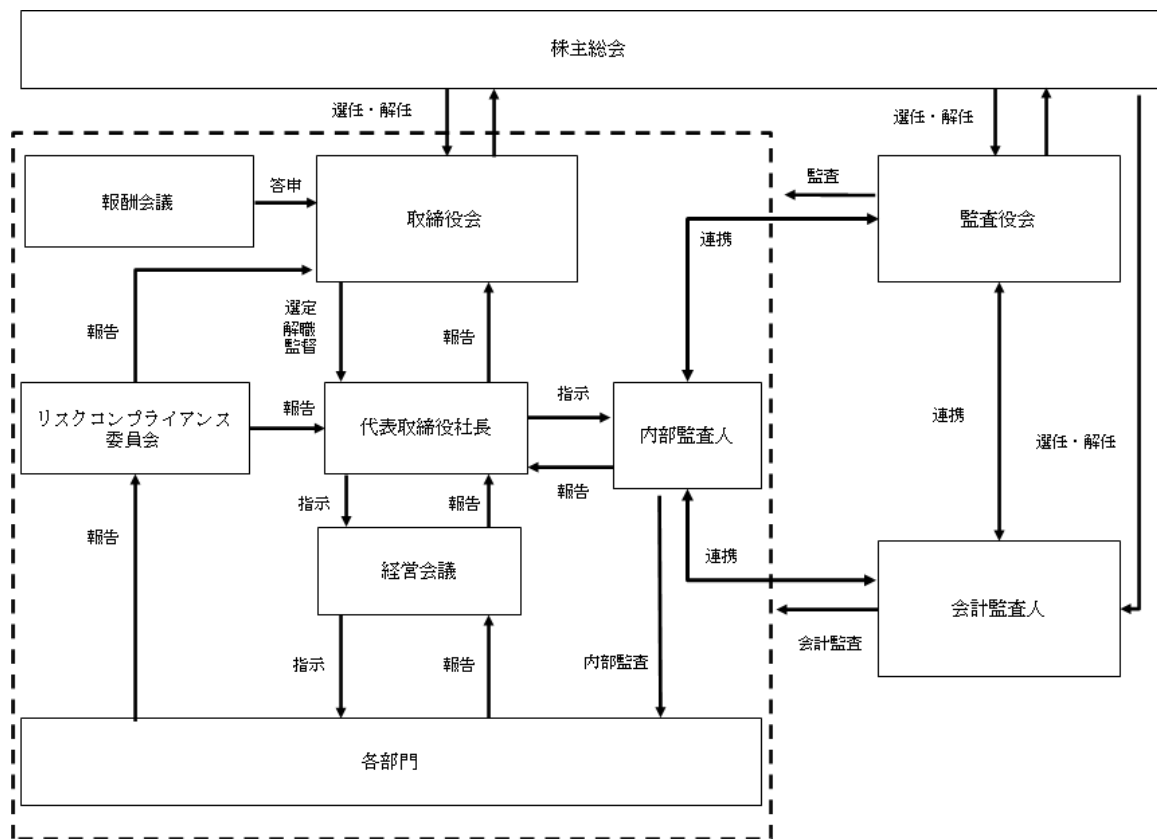 株主総会
選任・解任
選任・解任
報酬会議
答申
取締役会
監査
監査役会
連携
報告
選定
解職
監督
報告
リスクコンプライアンス
委員会
報告
代表取締役社長
指示
内部監査人
報告
連携
選任・解任
報告
指示
報告
経営会議
連携
会計監査人
会計監査
指示
報告
内部監査
各部門